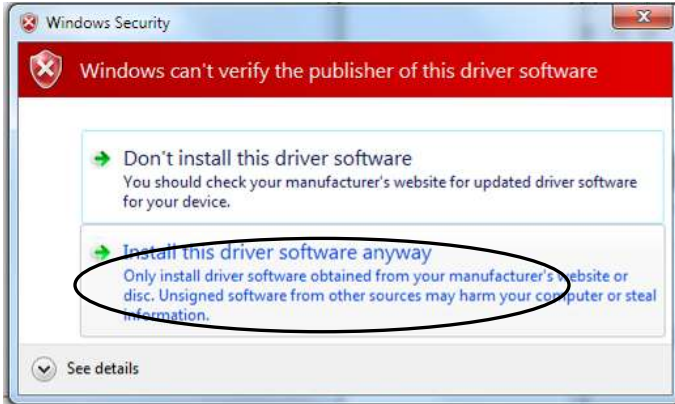 Windows Security
Windows can't verify the publisher of this driver software
Don't install this driver software
You should check your manufacturer's website for updated driver software
for your device.
Install this driver software anyway
Only install driver software obtained from your manufacturer's website or
disc. Unsigned software from other sources may harm your computer or steal
information.
See details